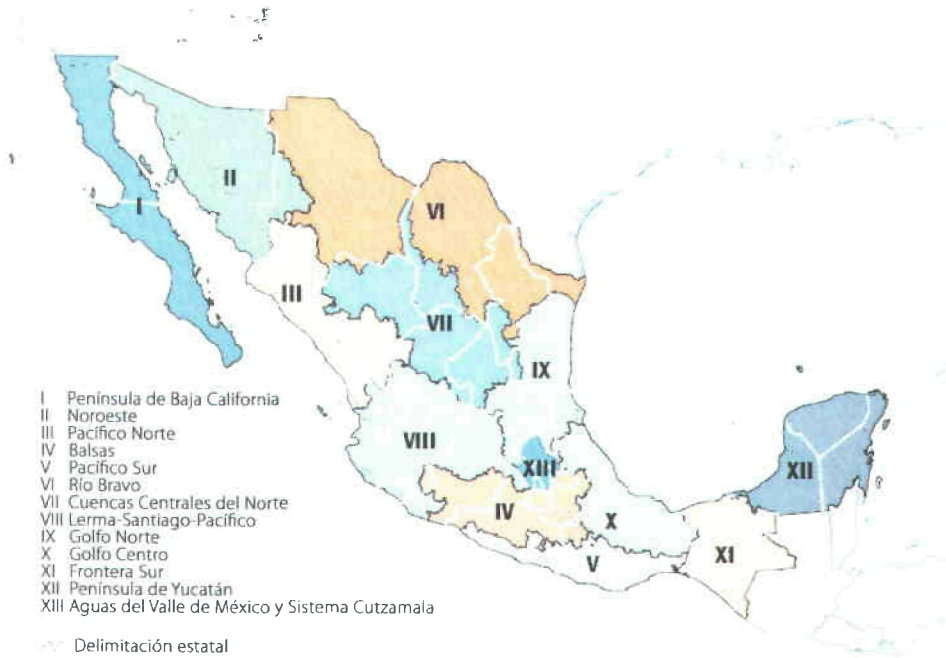 I
II
III
VI
VII
IX
VIII
XIII
XII
IV
X
V
XI
I Península de Baja California
II Noroeste
III Pacífico Norte
IV Balsas
V Pacífico Sur
VI Río Bravo
VII Cuencas Centrales del Norte
VIII Lerma-Santiago-Pacífico
IX Golfo Norte
X Golfo Centro
XI Frontera Sur
XII Península de Yucatán
XIII Aguas del Valle de México y Sistema Cutzamala
Delimitación estatal